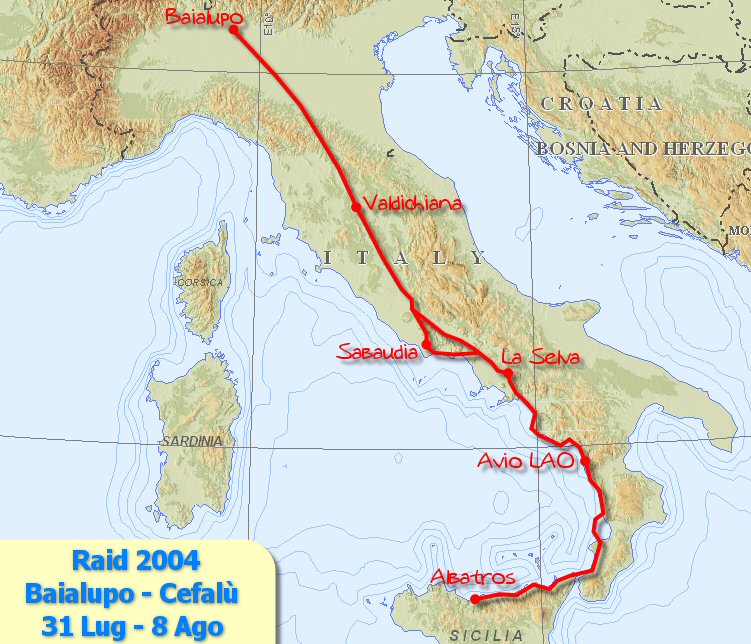 Baialupo
E10°
E15°
CROATIA
BOSNIA AND HERZEGO
Valdichiana
MO
ITALY
CORSICA
Sabaudia
La Selva
SARDINIA
Avio LAO
Raid 2004
Baialupo - Cefalù
31 Lug - 8 Ago
Albatros
SICILIA